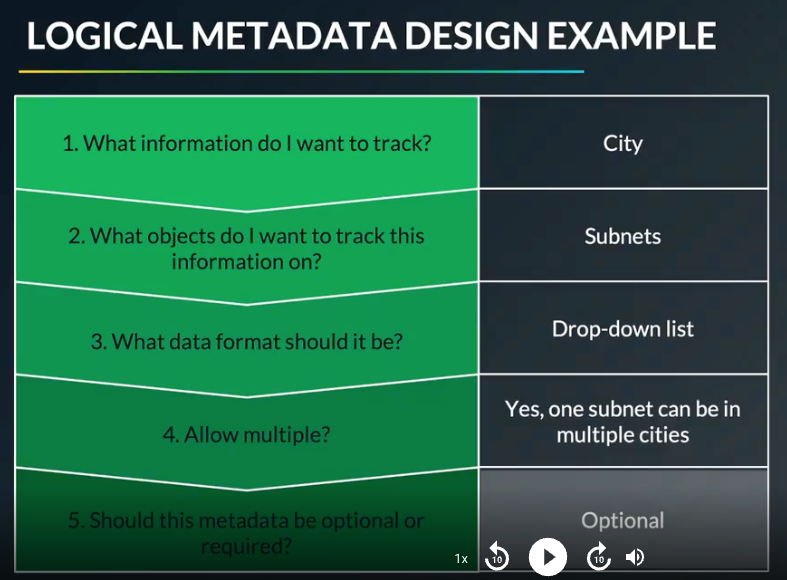 LOGICAL METADATA DESIGN EXAMPLE
1. What information do I want to track?
City
2. What objects do I want to track this
information on?
Subnets
3. What data format should it be?
Drop-down list
4. Allow multiple?
Yes, one subnet can be in
multiple cities
5. Should this metadata be optional or
required?
Optional
1x
10
10